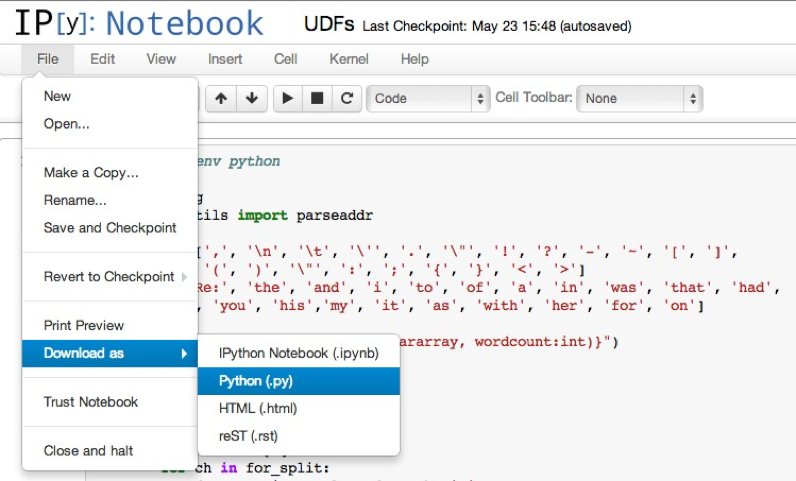 IP[y]: Notebook UDFs Last Checkpoint: May 23 15:48 (autosaved)
File Edit View Insert Cell Kernel Help
New
Open...
Make a Copy...
Rename...
Save and Checkpoint
Revert to Checkpoint
Print Preview
Download as
Trust Notebook
Close and halt
IPython Notebook (.ipynb)
Python (.py)
HTML (.html)
reST (.rst)
Code Cell Toolbar: None
env python
g
tils import parseaddr
[',', '\n', '\t', '\'', '.', '\"', '!', '?', '-', '~', '[', ']',
'(', ')', '\"', ':', ';', '{', '}', '<', '>']
Re:', 'the', 'and', 'i', 'to', 'of', 'a', 'in', 'was', 'that', 'had',
, 'you', 'his','my', 'it', 'as', 'with', 'her', 'for', 'on']
ararray, wordcount:int)}")
for ch in for_split: